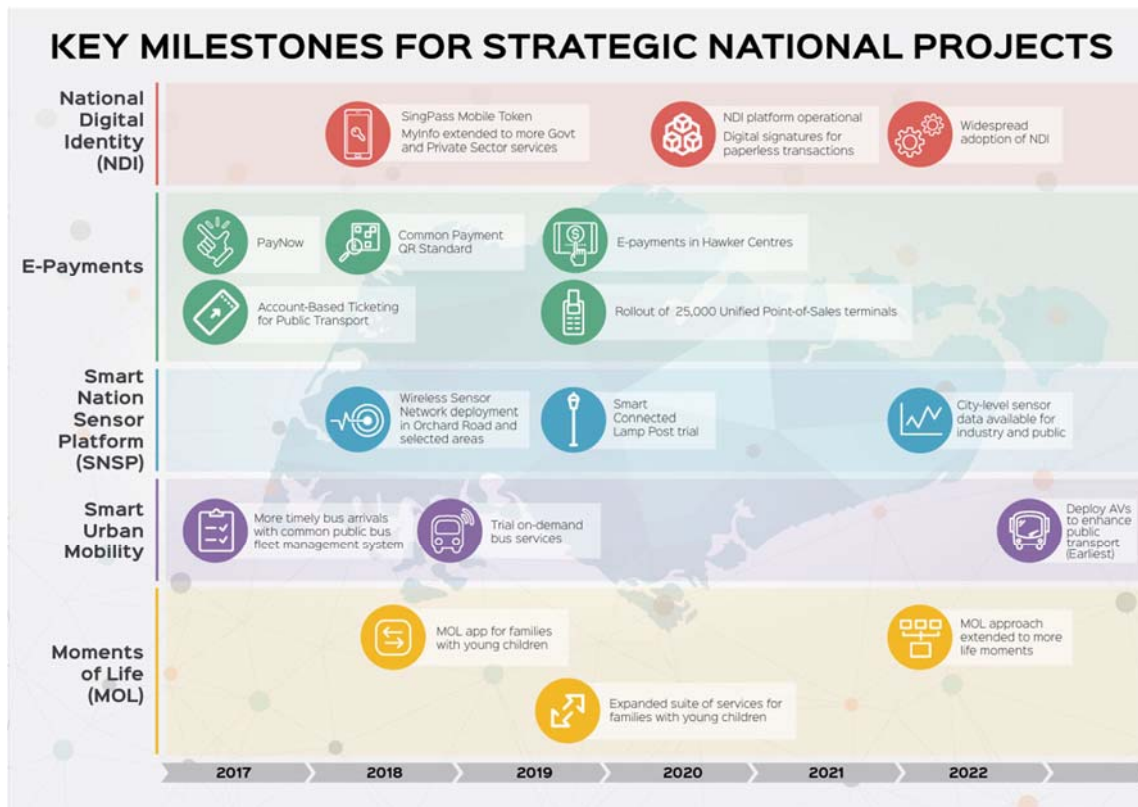 KEY MILESTONES FOR STRATEGIC NATIONAL PROJECTS
National
Digital
Identity
(NDI)
SingPass Mobile Token
MyInfo extended to more Govt
and Private Sector services
NDI platform operational
Digital signatures for
paperless transactions
Widespread
adoption of NDI
E-Payments
PayNow
Common Payment
QR Standard
E-payments in Hawker Centres
Account-Based Ticketing
for Public Transport
Rollout of 25,000 Unified Point-of-Sales terminals
Smart
Nation
Sensor
Platform
(SNSP)
Wireless Sensor
Network deployment
in Orchard Road and
selected areas
Smart
Connected
Lamp Post trial
City-level sensor
data available for
industry and public
Smart
Urban
Mobility
More timely bus arrivals
with common public bus
fleet management system
Trial on-demand
bus services
Deploy AVs
to enhance
public
transport
(Earliest)
Moments
of Life
(MOL)
MOL app for families
with young children
MOL approach
extended to more
life moments
Expanded suite of services for
families with young children
2017 2018 2019 2020 2021 2022